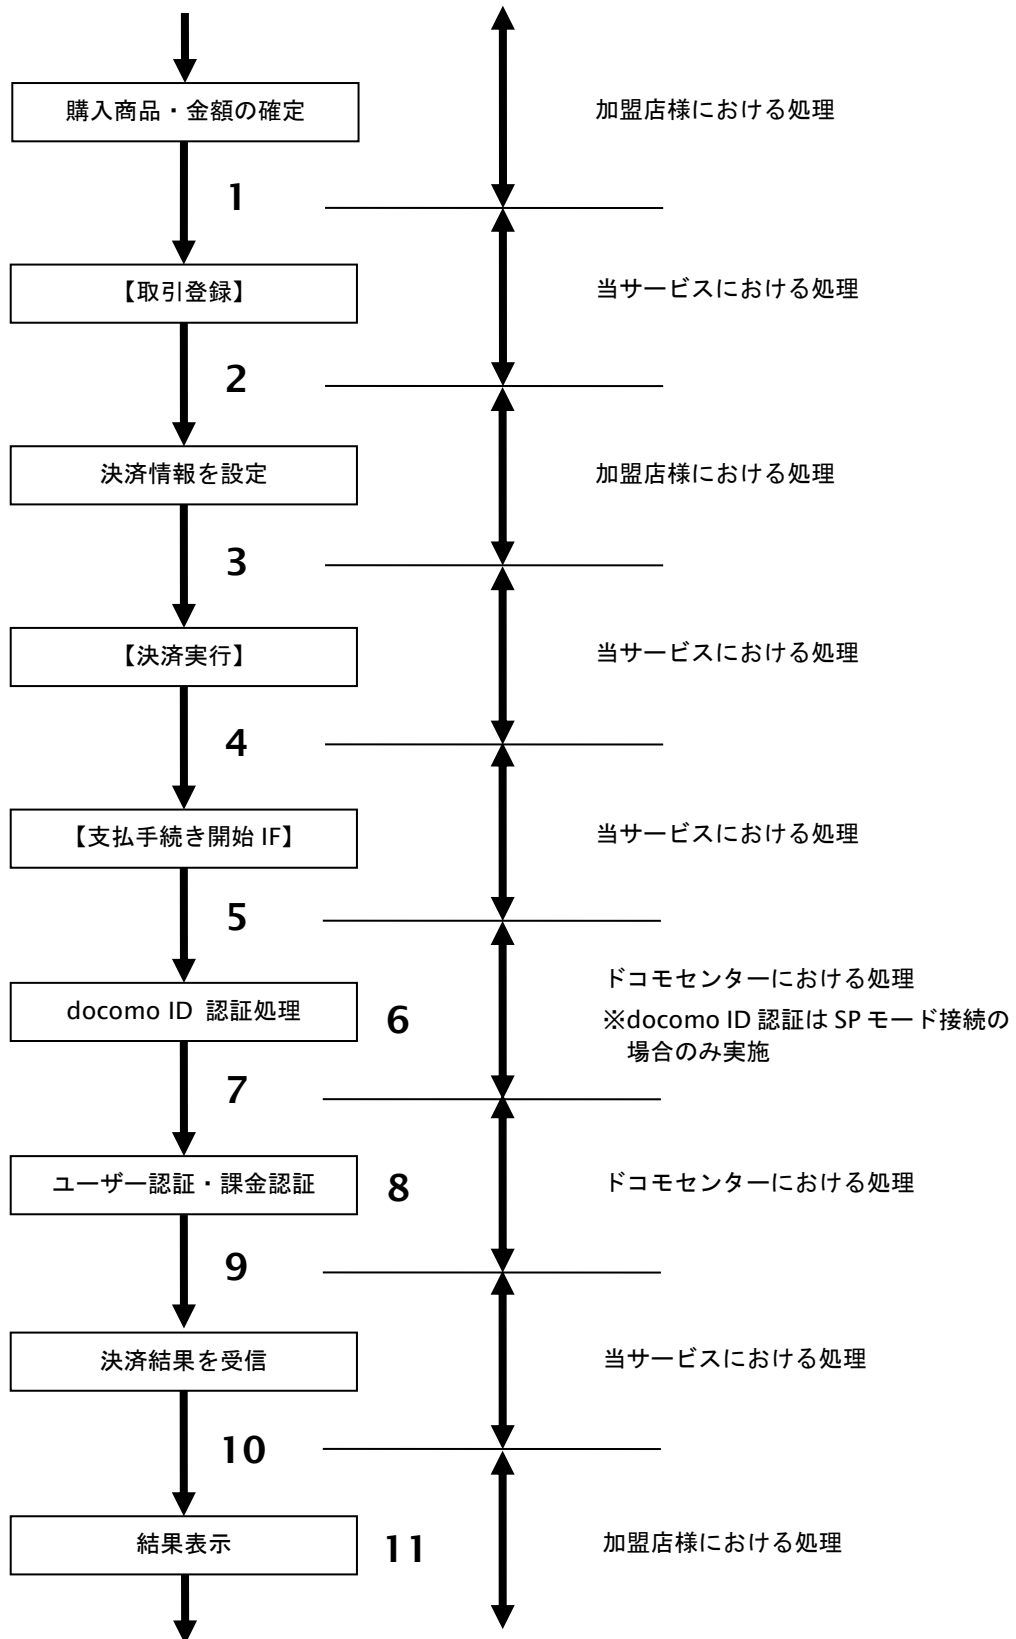 購入商品・金額の確定
加盟店様における処理
1
【取引登録】
当サービスにおける処理
2
決済情報を設定
加盟店様における処理
3
【決済実行】
当サービスにおける処理
4
【支払手続き開始 IF】
当サービスにおける処理
5
docomo ID 認証処理
6
ドコモセンターにおける処理
※docomo ID 認証は SP モード接続の
場合のみ実施
7
ユーザー認証・課金認証
8
ドコモセンターにおける処理
9
決済結果を受信
当サービスにおける処理
10
結果表示
11
加盟店様における処理